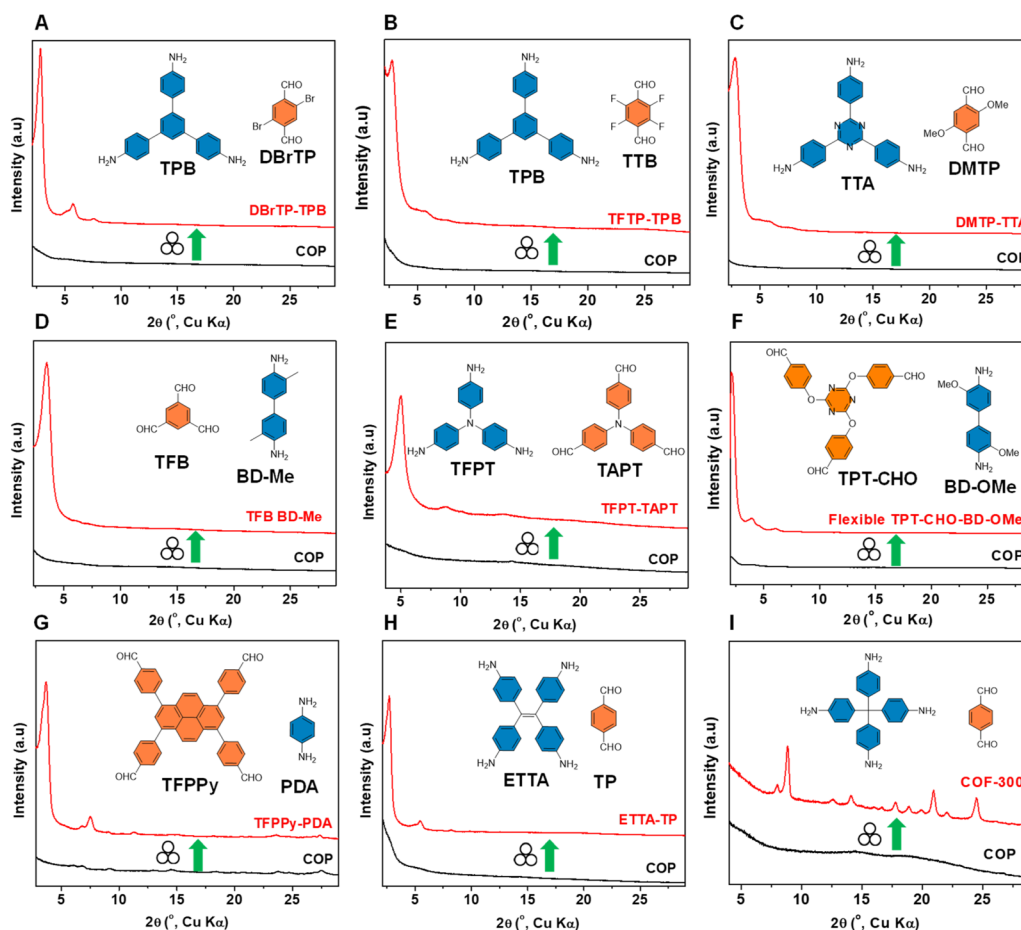 A
Intensity (a.u)
NH₂
H₂N
NH₂
TPB
CHO
Br
Br
CHO
DBrTP
DBrTP-TPB
COP
5 10 15 20 25
2θ (°, Cu Kα)
B
Intensity (a.u)
NH₂
H₂N
NH₂
TPB
CHO
F
F
F
F
CHO
TTB
TFTP-TPB
COP
5 10 15 20 25
2θ (°, Cu Kα)
C
Intensity (a.u)
NH₂
N
N
N
H₂N
NH₂
TTA
CHO
OMe
MeO
CHO
DMTP
DMTP-TTA
COP
5 10 15 20 25
2θ (°, Cu Kα)
D
Intensity (a.u)
CHO
CHO
CHO
TFB
NH₂
NH₂
BD-Me
TFB BD-Me
COP
5 10 15 20 25
2θ (°, Cu Kα)
E
Intensity (a.u)
NH₂
N
H₂N
NH₂
TFPT
CHO
N
CHO
CHO
TAPT
TFPT-TAPT
COP
5 10 15 20 25
2θ (°, Cu Kα)
F
Intensity (a.u)
CHO
O
N
N
N
O
CHO
O
CHO
TPT-CHO
NH₂
MeO
OMe
NH₂
BD-OMe
Flexible TPT-CHO-BD-OMe
COP
5 10 15 20 25
2θ (°, Cu Kα)
G
Intensity (a.u)
OHC
CHO
OHC
CHO
TFPPy
NH₂
NH₂
PDA
TFPPy-PDA
COP
5 10 15 20 25
2θ (°, Cu Kα)
H
Intensity (a.u)
H₂N
NH₂
H₂N
NH₂
ETTA
CHO
CHO
TP
ETTA-TP
COP
5 10 15 20 25
2θ (°, Cu Kα)
I
Intensity (a.u)
NH₂
NH₂
NH₂
NH₂
CHO
CHO
COF-300
COP
5 10 15 20 25
2θ (°, Cu Kα)